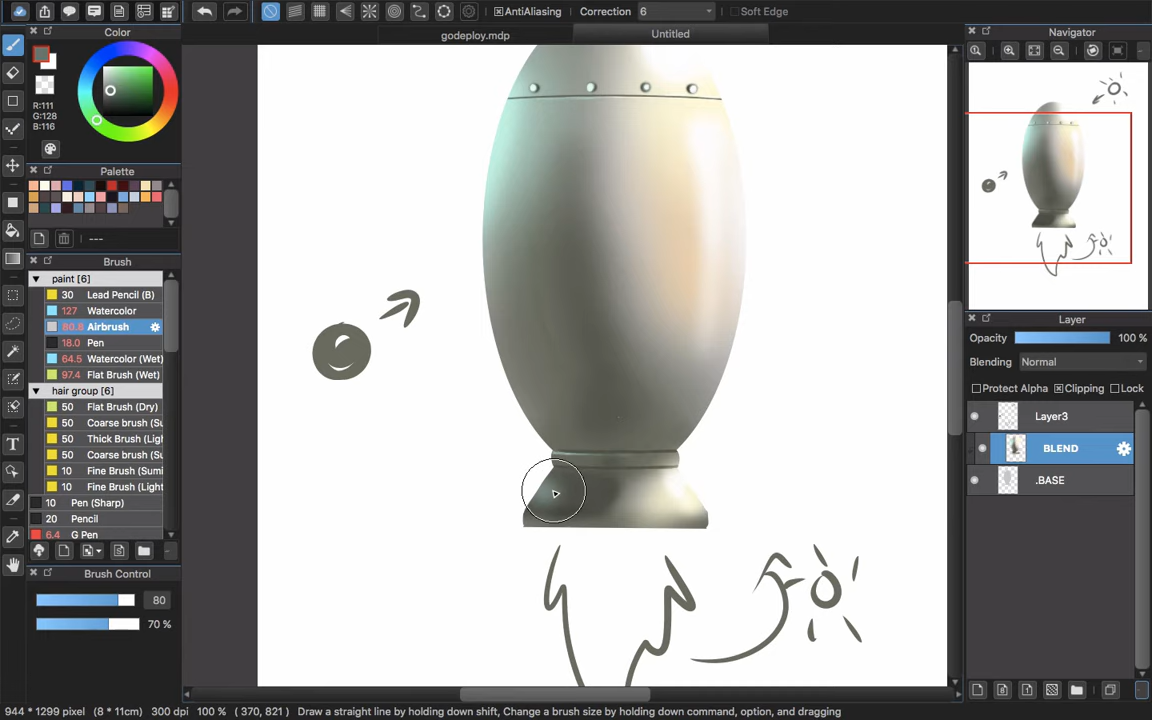 AntiAliasing
Correction
6
Soft Edge
godeploy.mdp
Untitled
Color
R:111
G:128
B:116
Palette
---
Brush
paint [6]
30 Lead Pencil (B)
127 Watercolor
80.8 Airbrush
18.0 Pen
64.5 Watercolor (Wet)
97.4 Flat Brush (Wet)
hair group [6]
50 Flat Brush (Dry)
50 Coarse brush (Su
50 Thick Brush (Ligh
50 Coarse brush (Se
10 Fine Brush (Sumi
10 Fine Brush (Light
10 Pen (Sharp)
20 Pencil
6.4 G Pen
Brush Control
80
70 %
Navigator
Layer
Opacity 100 %
Blending Normal
Protect Alpha Clipping Lock
Layer3
BLEND
.BASE
944 * 1299 pixel (8 * 11cm) 300 dpi 100 % ( 370, 821 ) Draw a straight line by holding down shift, Change a brush size by holding down command, option, and dragging